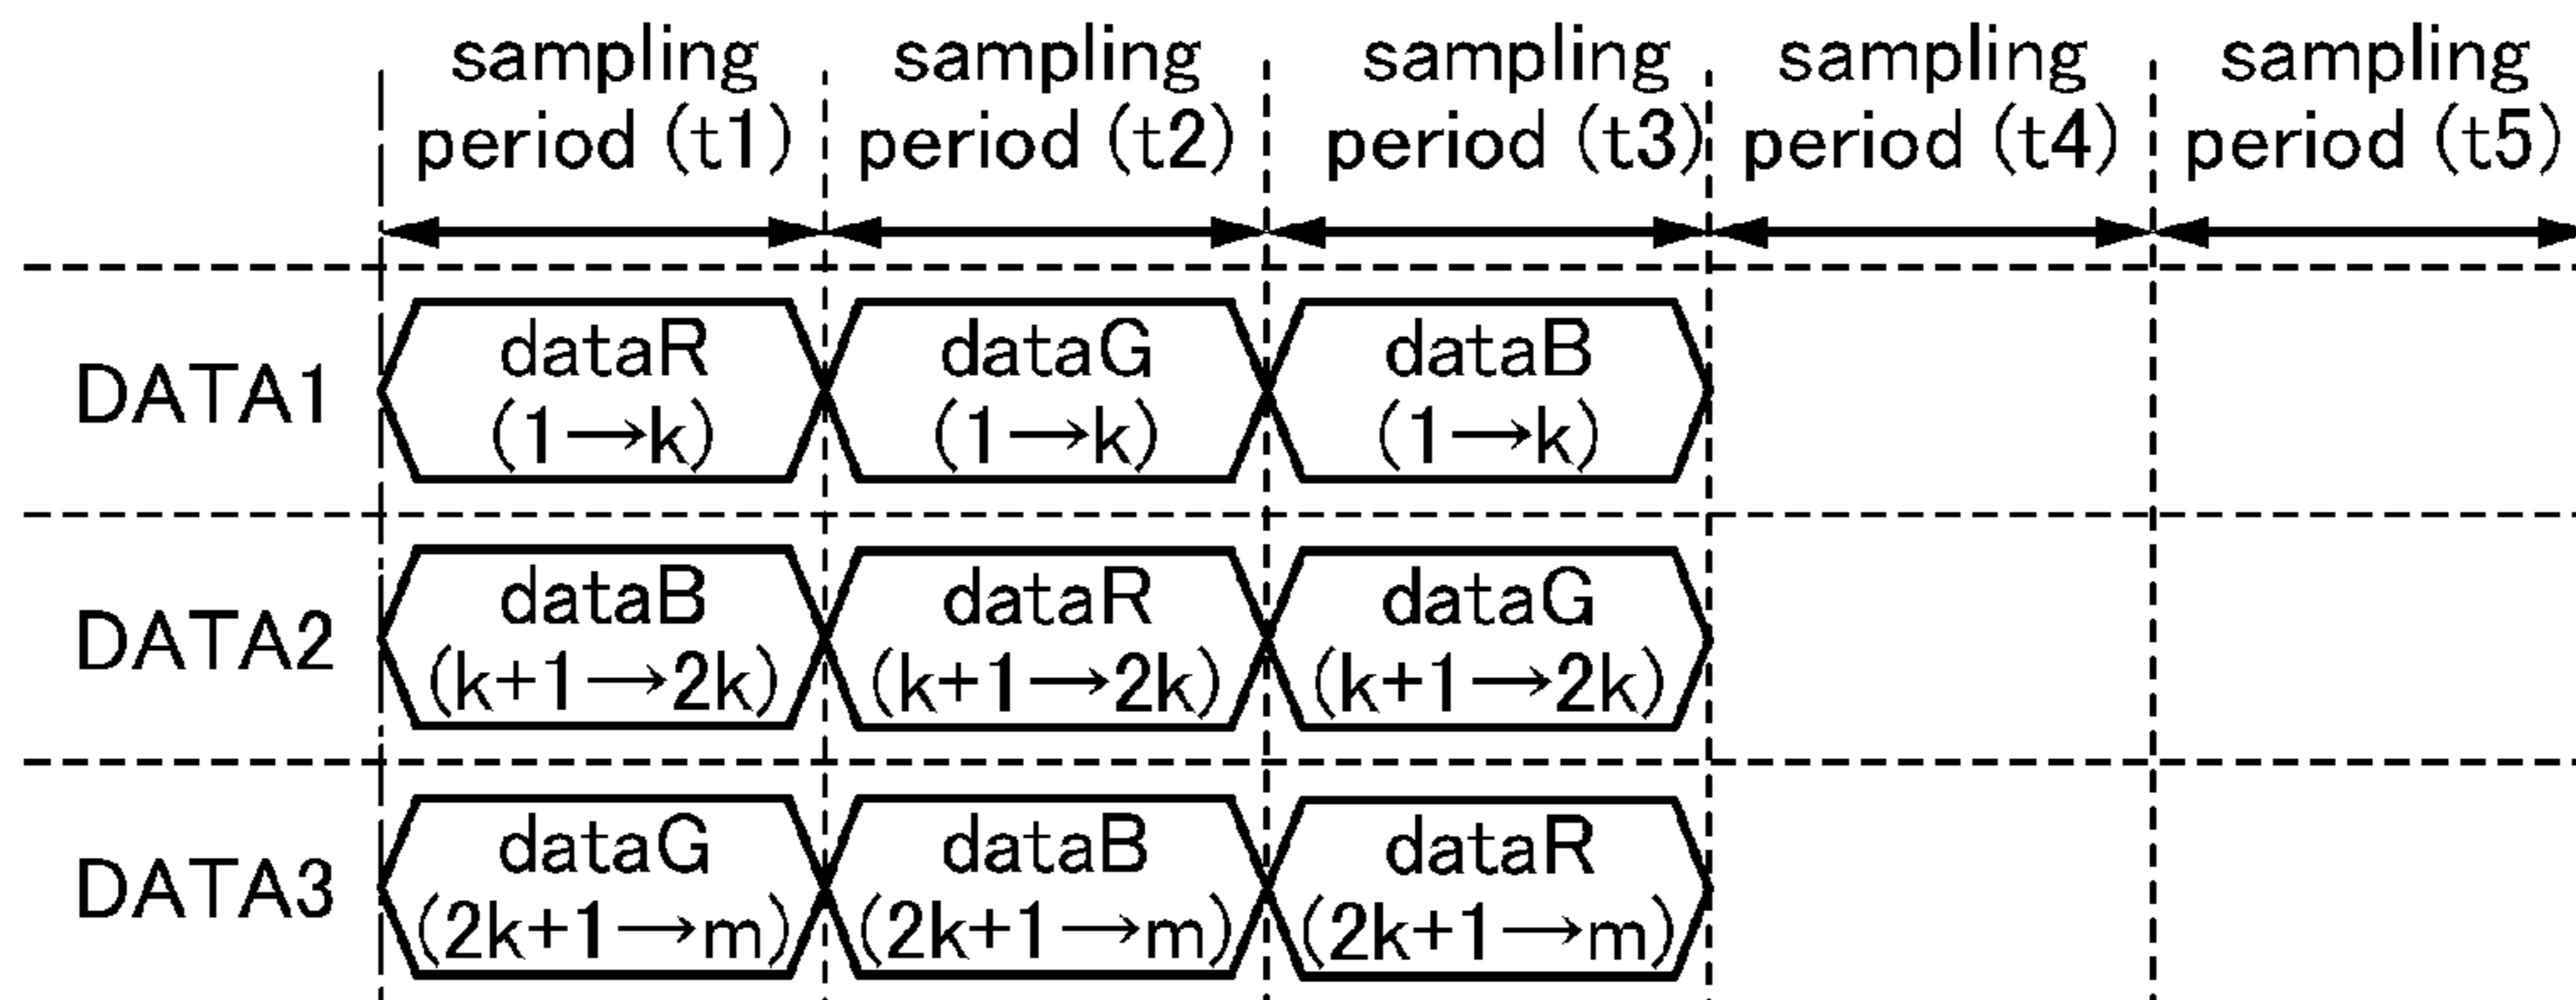 sampling period (t1)
sampling period (t2)
sampling period (t3)
sampling period (t4)
sampling period (t5)
DATA1
dataR
(1→k)
dataG
(1→k)
dataB
(1→k)
DATA2
dataB
(k+1→2k)
dataR
(k+1→2k)
dataG
(k+1→2k)
DATA3
dataG
(2k+1→m)
dataB
(2k+1→m)
dataR
(2k+1→m)